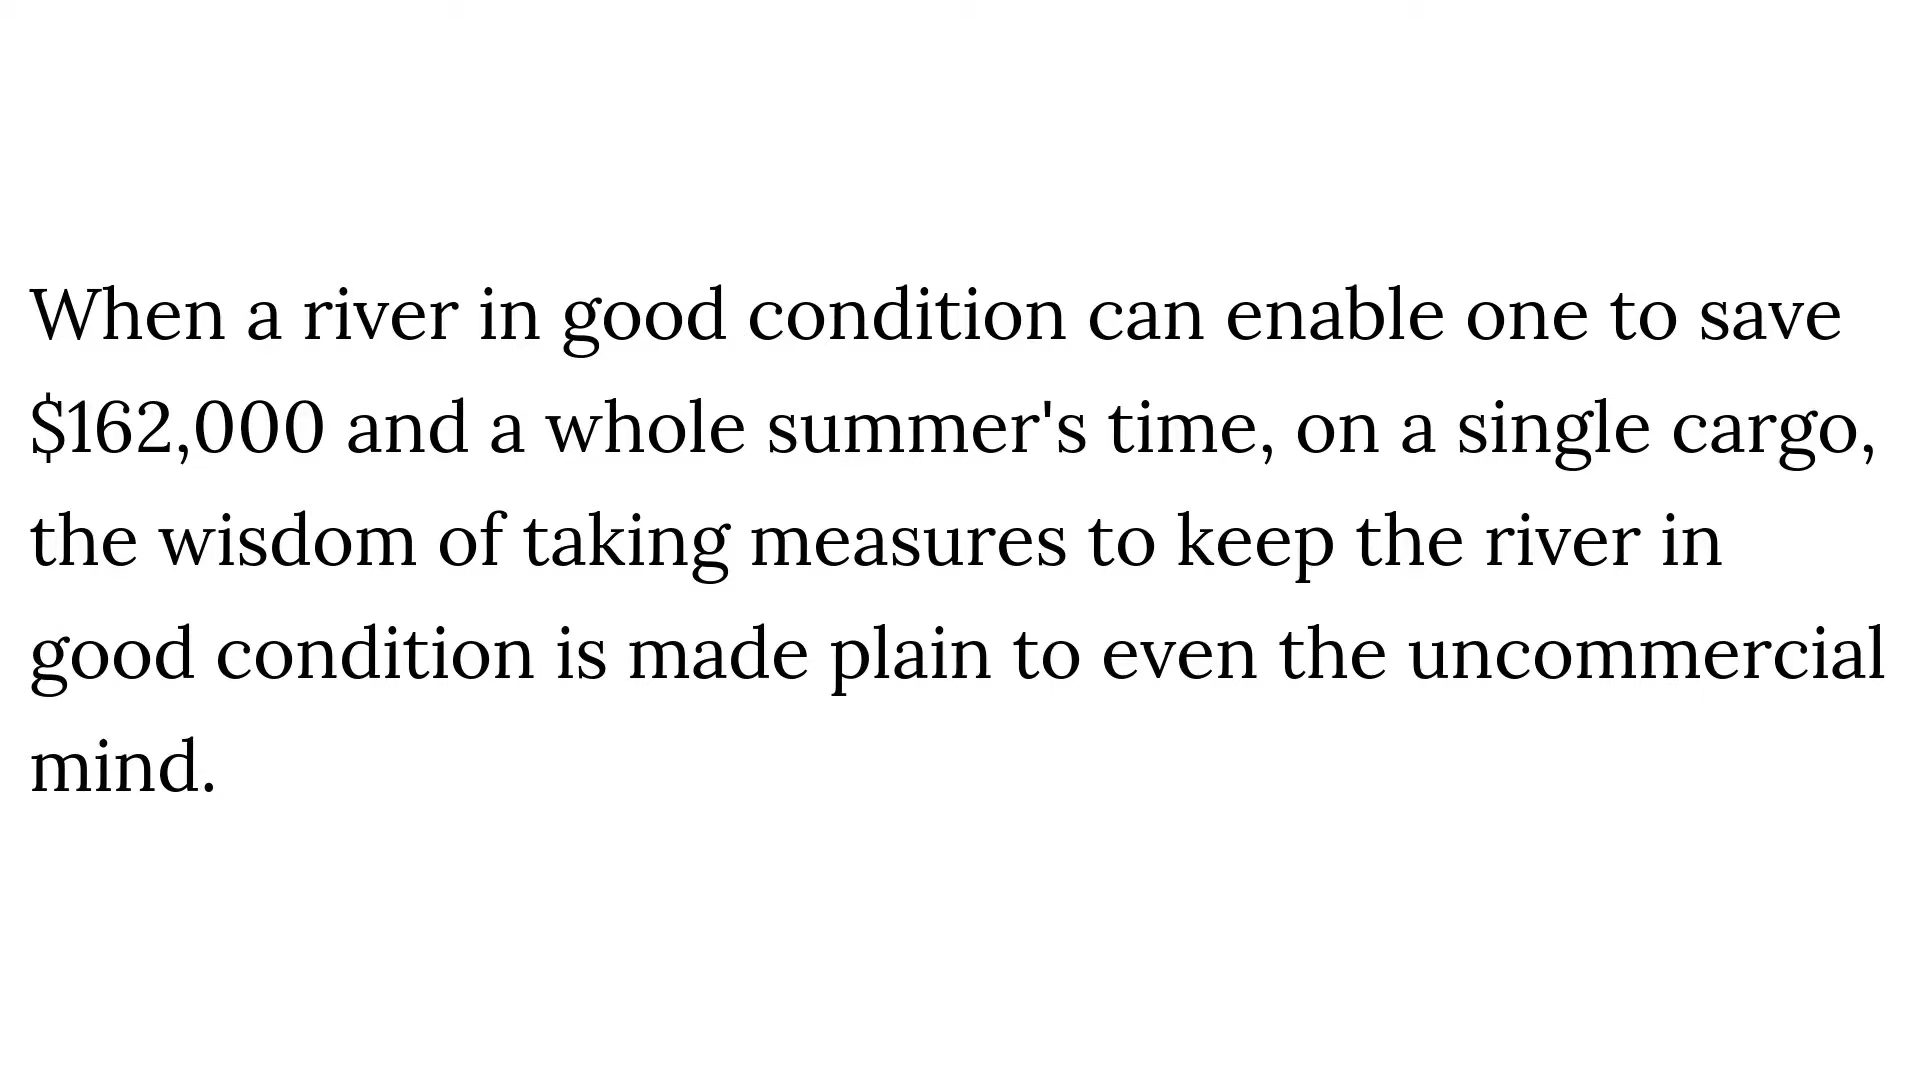 When a river in good condition can enable one to save
$162,000 and a whole summer's time, on a single cargo,
the wisdom of taking measures to keep the river in
good condition is made plain to even the uncommercial
mind.